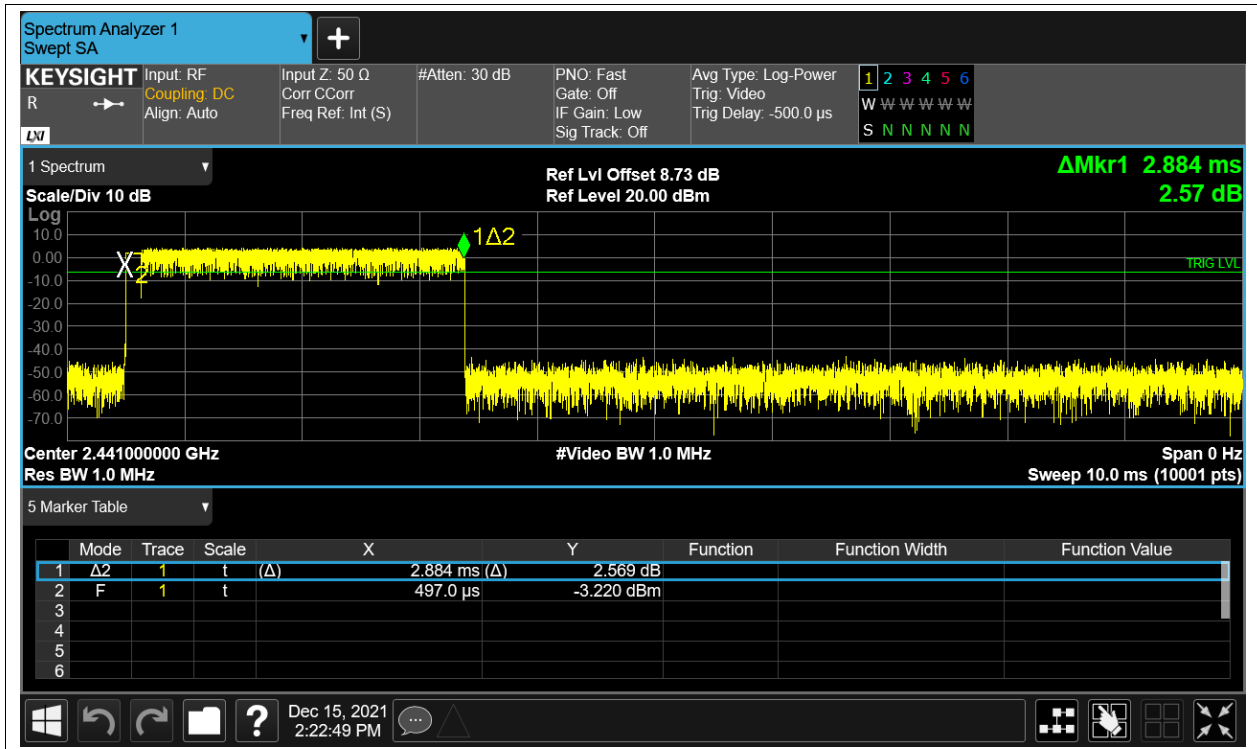 Spectrum Analyzer 1
Swept SA
KEYSIGHT
R
LXI
Input: RF
Coupling: DC
Align: Auto
Input Z: 50 Ω
Corr CCorr
Freq Ref: Int (S)
#Atten: 30 dB
PNO: Fast
Gate: Off
IF Gain: Low
Sig Track: Off
Avg Type: Log-Power
Trig: Video
Trig Delay: -500.0 µs
1 2 3 4 5 6
W W W W W W
S N N N N N
1 Spectrum
Scale/Div 10 dB
Ref Lvl Offset 8.73 dB
Ref Level 20.00 dBm
ΔMkr1 2.884 ms
2.57 dB
Log
10.0
0.00
-10.0
-20.0
-30.0
-40.0
-50.0
-60.0
-70.0
X2
1Δ2
TRIG LVL
Center 2.441000000 GHz
#Video BW 1.0 MHz
Span 0 Hz
Res BW 1.0 MHz
Sweep 10.0 ms (10001 pts)
5 Marker Table
Mode Trace Scale X Y Function Function Width Function Value
1 Δ2 1 t (Δ) 2.884 ms (Δ) 2.569 dB
2 F 1 t 497.0 µs -3.220 dBm
3
4
5
6
?
Dec 15, 2021
2:22:49 PM